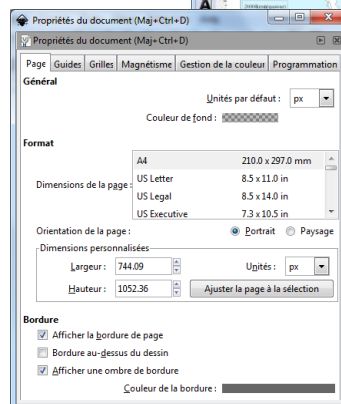 Propriétés du document (Maj+Ctrl+D)
Propriétés du document (Maj+Ctrl+D)
Page Guides Grilles Magnétisme Gestion de la couleur Programmation
Général
Unités par défaut : px
Couleur de fond :
Format
Dimensions de la page :
A4 210.0 x 297.0 mm
US Letter 8.5 x 11.0 in
US Legal 8.5 x 14.0 in
US Executive 7.3 x 10.5 in
Orientation de la page : Portrait Paysage
Dimensions personnalisées
Largeur : 744.09 Unités : px
Hauteur : 1052.36 Ajuster la page à la sélection
Bordure
Afficher la bordure de page
Bordure au-dessus du dessin
Afficher une ombre de bordure
Couleur de la bordure :